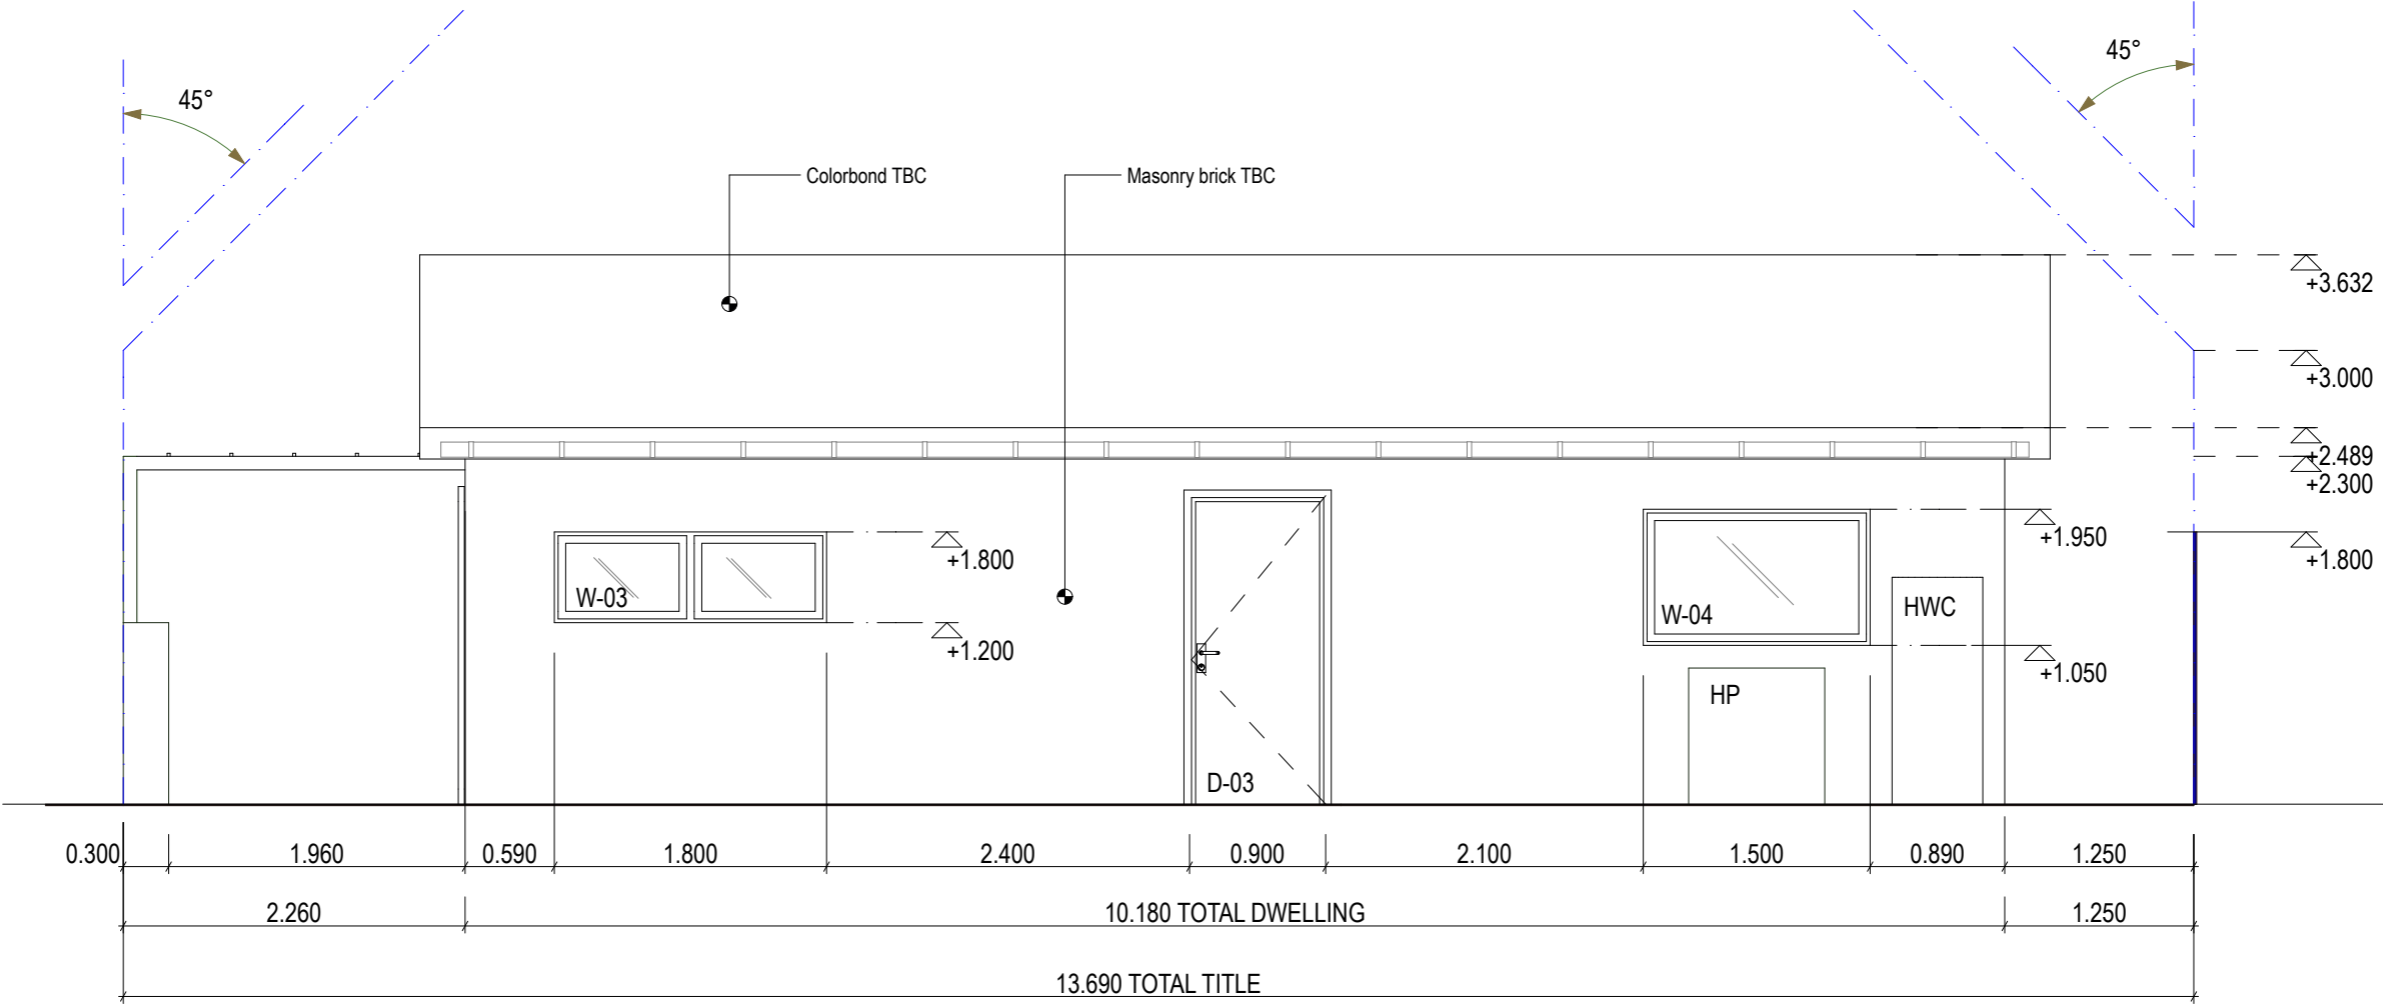 45°
45°
Colorbond TBC
Masonry brick TBC
+3.632
+3.000
+2.489
+2.300
+1.950
+1.800
+1.800
W-03
HWC
W-04
+1.200
+1.050
HP
D-03
0.300 1.960 0.590 1.800 2.400 0.900 2.100 1.500 0.890 1.250
2.260 10.180 TOTAL DWELLING 1.250
13.690 TOTAL TITLE